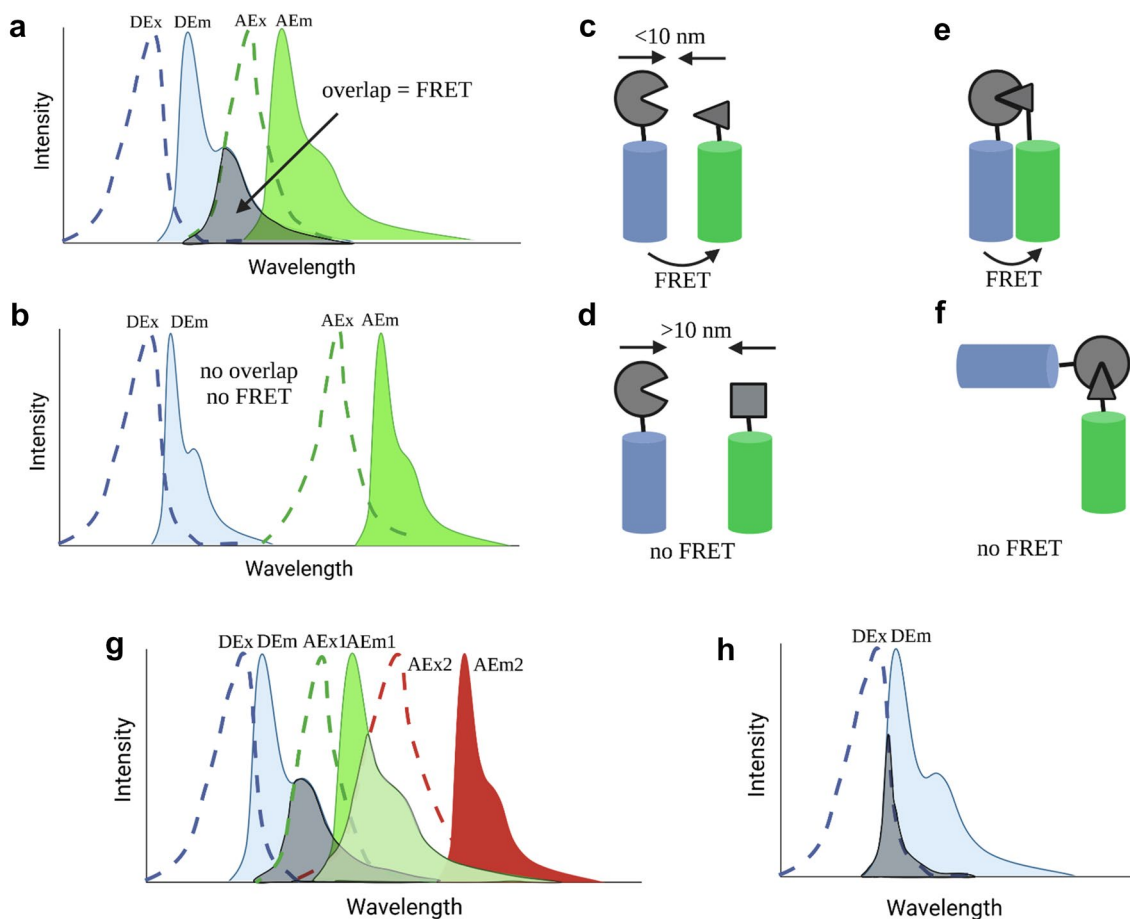 a
DEx DEm AEx AEm
overlap = FRET
Intensity
Wavelength
b
DEx DEm AEx AEm
no overlap
no FRET
Intensity
Wavelength
c
<10 nm
FRET
d
>10 nm
no FRET
e
FRET
f
no FRET
g
DEx DEm AEx1 AEm1
AEx2 AEm2
Intensity
Wavelength
h
DEx DEm
Intensity
Wavelength